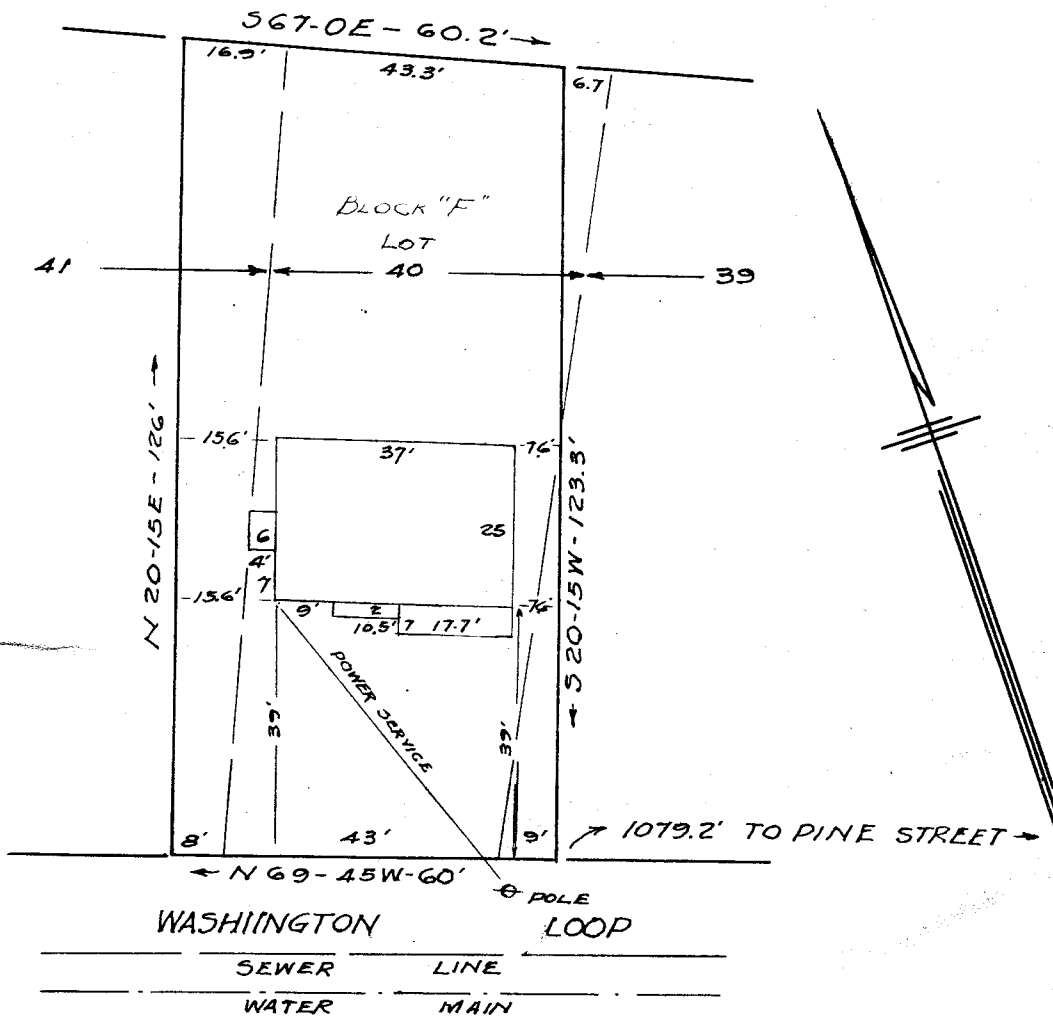 S67-0E - 60.2'
16.9'
43.3'
6.7
BLOCK "F"
LOT
41
40
39
N 20-15E - 126'
S 20-15W - 123.3'
15.6'
37'
7.6'
6
25
4'
7
15.6'
9'
2
7.6'
10.5'
7
17.7'
POWER SERVICE
39'
39'
8'
43'
9'
1079.2' TO PINE STREET
N 69-45W-60'
POLE
WASHIINGTON LOOP
SEWER LINE
WATER MAIN